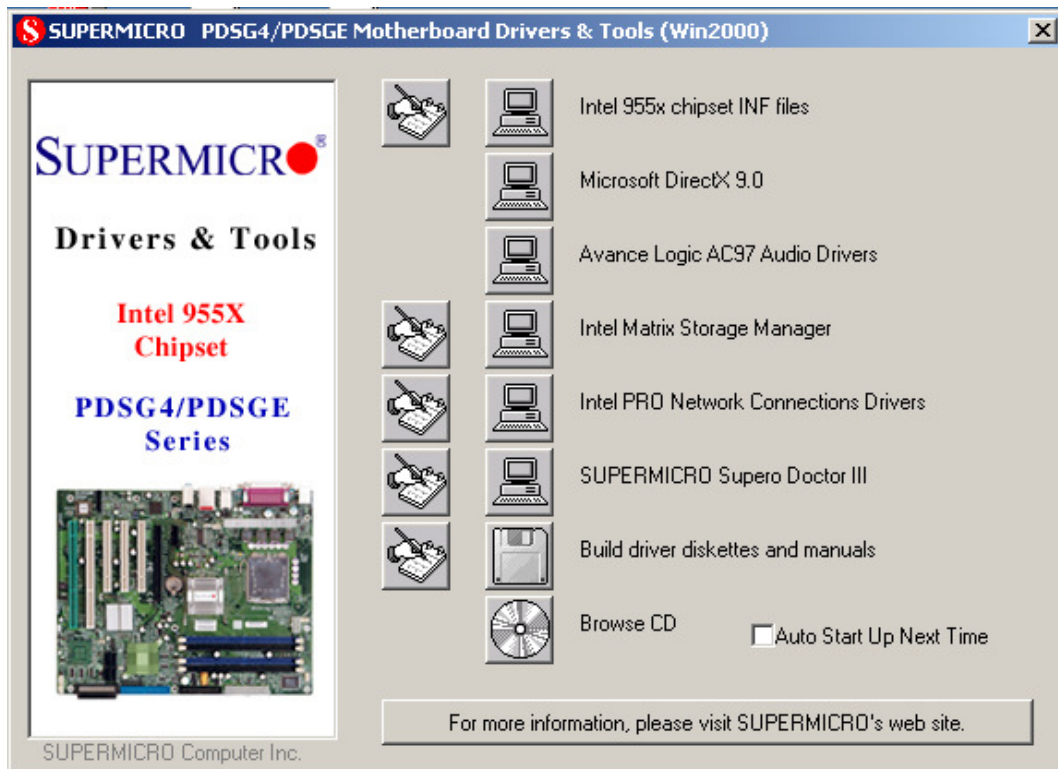 SUPERMICRO PDSG4/PDSGE Motherboard Drivers & Tools (Win2000)
SUPERMICRO®
Drivers & Tools
Intel 955X
Chipset
PDSG4/PDSGE
Series
SUPERMICRO Computer Inc.
Intel 955x chipset INF files
Microsoft DirectX 9.0
Avance Logic AC97 Audio Drivers
Intel Matrix Storage Manager
Intel PRO Network Connections Drivers
SUPERMICRO Supero Doctor III
Build driver diskettes and manuals
Browse CD
Auto Start Up Next Time
For more information, please visit SUPERMICRO's web site.